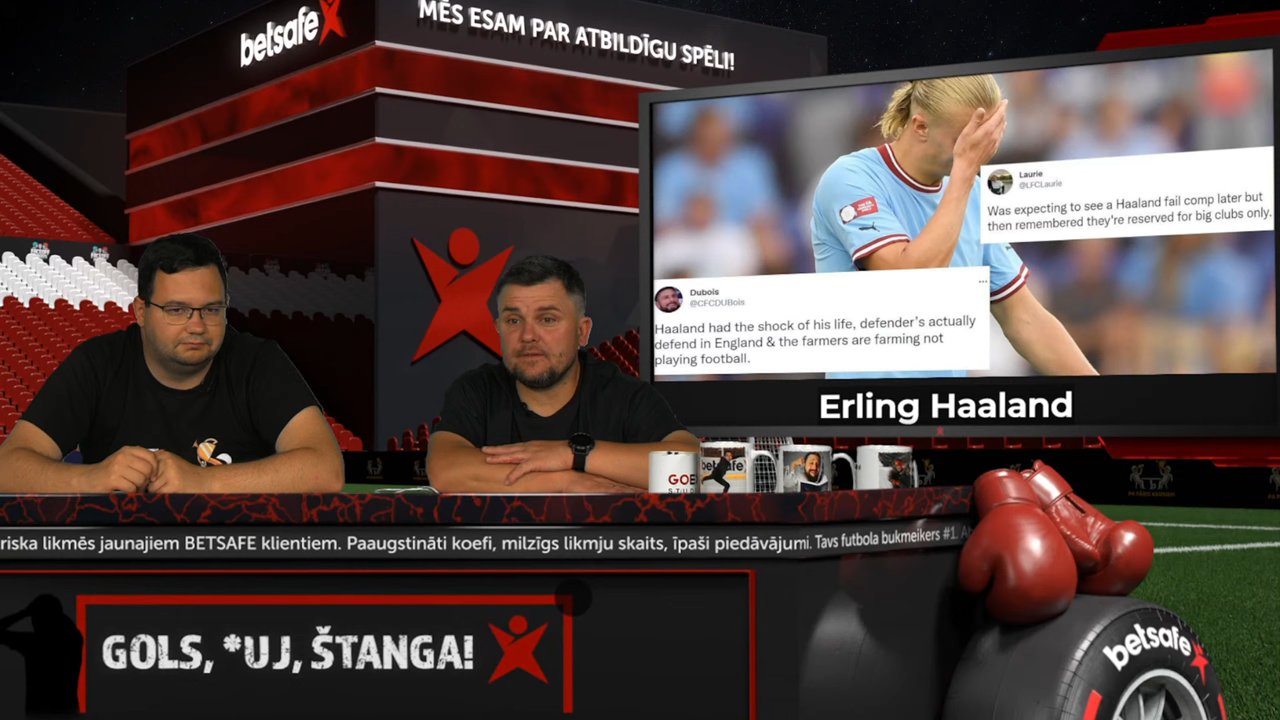 betsafe
MĒS ESAM PAR ATBILDĪGU SPĒLI!
Laurie
@LFCLaurie
Was expecting to see a Haaland fail comp later but
then remembered they're reserved for big clubs only.
Dubois
@CFCDUBois
Haaland had the shock of his life, defender's actually
defend in England & the farmers are farming not
playing football.
Erling Haaland
GOE
betsafe
riska likmēs jaunajiem BETSAFE klientiem. Paaugstināti koefi, milzīgs likmju skaits, īpaši piedāvājumi. Tavs futbola bukmeikers #1.
GOLS, *UJ, ŠTANGA!
betsafe